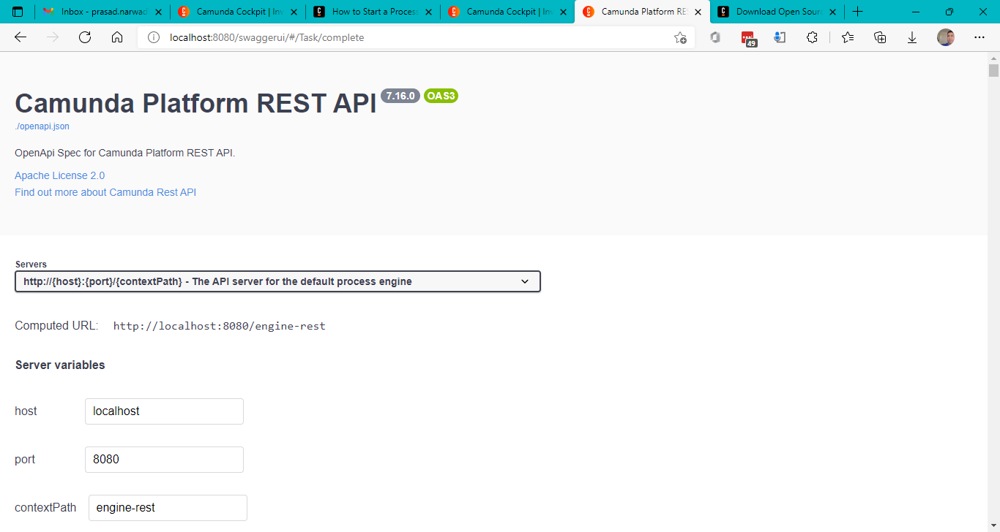 Inbox - prasad.narwad
Camunda Cockpit | Inv
How to Start a Process
Camunda Cockpit | Inv
Camunda Platform RE
Download Open Sour
localhost:8080/swaggerui/#/Task/complete
49
Camunda Platform REST API 7.16.0 OAS3
./openapi.json
OpenApi Spec for Camunda Platform REST API.
Apache License 2.0
Find out more about Camunda Rest API
Servers
http://{host}:{port}/{contextPath} - The API server for the default process engine
Computed URL: http://localhost:8080/engine-rest
Server variables
host localhost
port 8080
contextPath engine-rest